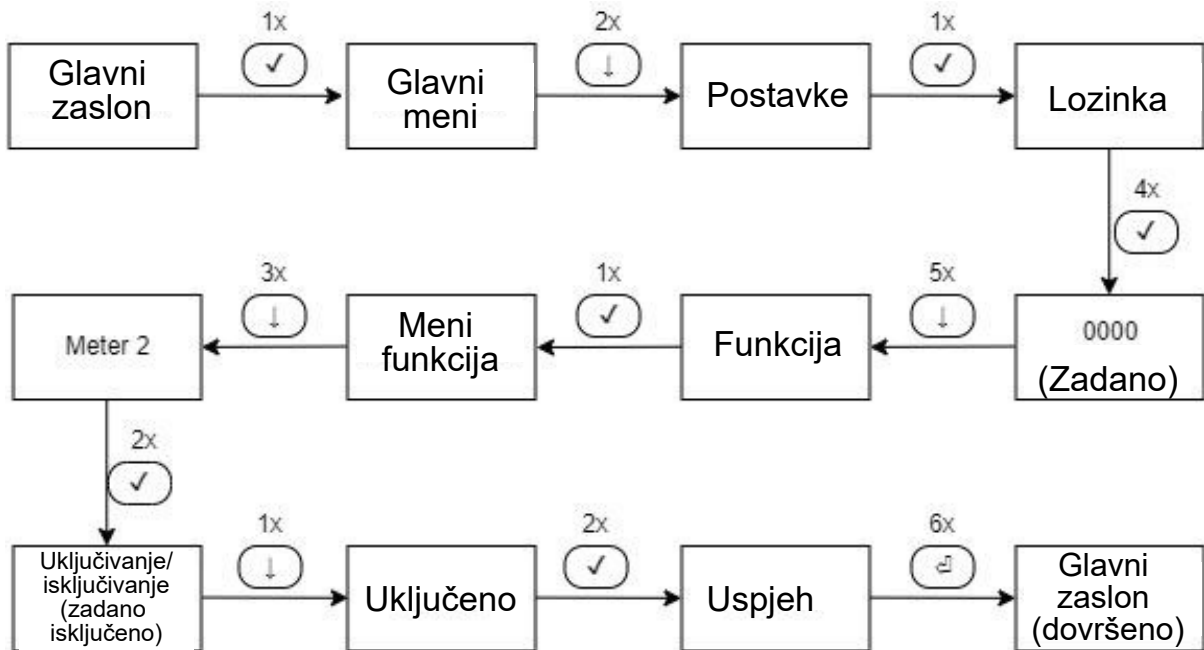 1x
2x
1x
Glavni
zaslon
✓
Glavni
meni
↓
Postavke
✓
Lozinka
4x
✓
3x
1x
5x
Meter 2
↓
Meni
funkcija
✓
Funkcija
↓
0000
(Zadano)
2x
✓
1x
2x
6x
Uključivanje/
isključivanje
(zadano
isključeno)
↓
Uključeno
✓
Uspjeh
⏎
Glavni
zaslon
(dovršeno)